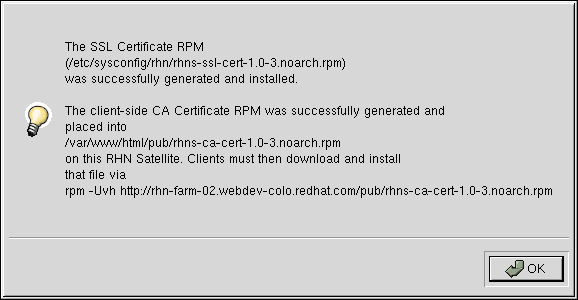 The SSL Certificate RPM
(/etc/sysconfig/rhn/rhns-ssl-cert-1.0-3.noarch.rpm)
was successfully generated and installed.
The client-side CA Certificate RPM was successfully generated and
placed into
/var/www/html/pub/rhns-ca-cert-1.0-3.noarch.rpm
on this RHN Satellite. Clients must then download and install
that file via
rpm -Uvh http://rhn-farm-02.webdev-colo.redhat.com/pub/rhns-ca-cert-1.0-3.noarch.rpm
OK